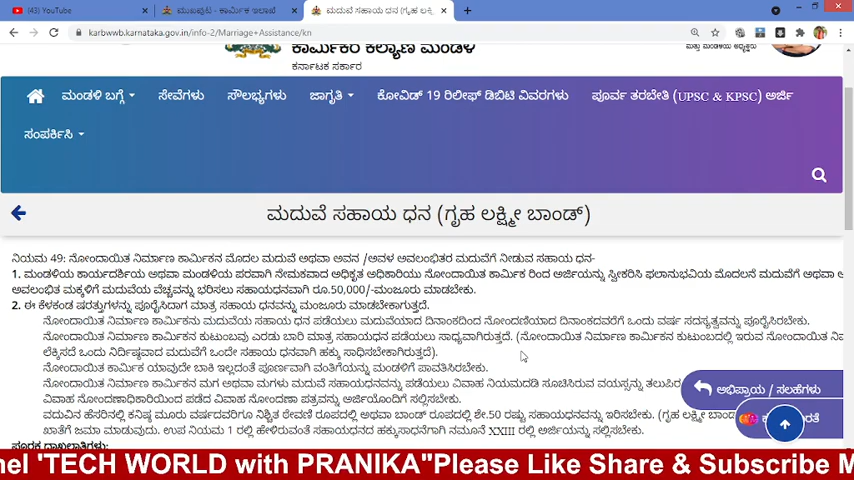 (43) YouTube
ಮುಖಪುಟ - ಕಾರ್ಮಿಕ ಇಲಾಖೆ
ಮದುವೆ ಸಹಾಯ ಧನ (ಗೃಹ ಲಕ್ಷ್ಮೀ
karbwwb.karnataka.gov.in/info-2/Marriage+Assistance/kn
ಕಾರ್ಮಿಕರ ಕಲ್ಯಾಣ ಮಂಡಳಿ
ಕರ್ನಾಟಕ ಸರ್ಕಾರ
ಮತ್ತು ಮಂಡಳಿಯ ಅಧ್ಯಕ್ಷರು
ಮಂಡಳಿ ಬಗ್ಗೆ ಸೇವೆಗಳು ಸೌಲಭ್ಯಗಳು ಜಾಗೃತಿ ಕೋವಿಡ್ 19 ರಿಲೀಫ್ ಡಿಬಿಟಿ ವಿವರಗಳು ಪೂರ್ವ ತರಬೇತಿ (UPSC & KPSC) ಅರ್ಜಿ
ಸಂಪರ್ಕಿಸಿ
ಮದುವೆ ಸಹಾಯ ಧನ (ಗೃಹ ಲಕ್ಷ್ಮೀ ಬಾಂಡ್)
ನಿಯಮ 49: ನೋಂದಾಯಿತ ನಿರ್ಮಾಣ ಕಾರ್ಮಿಕನ ಮೊದಲ ಮದುವೆ ಅಥವಾ ಅವನ /ಅವಳ ಅವಲಂಬಿತರ ಮದುವೆಗೆ ನೀಡುವ ಸಹಾಯ ಧನ-
1. ಮಂಡಳಿಯ ಕಾರ್ಯದರ್ಶಿಯ ಅಥವಾ ಮಂಡಳಿಯ ಪರವಾಗಿ ನೇಮಕವಾದ ಅಧಿಕೃತ ಅಧಿಕಾರಿಯು ನೋಂದಾಯಿತ ಕಾರ್ಮಿಕ ರಿಂದ ಅರ್ಜಿಯನ್ನು ಸ್ವೀಕರಿಸಿ ಫಲಾನುಭವಿಯ ಮೊದಲನೆ ಮದುವೆಗೆ ಅಥವಾ
ಅವಲಂಭಿತ ಮಕ್ಕಳಿಗೆ ಮದುವೆಯ ವೆಚ್ಚವನ್ನು ಭರಿಸಲು ಸಹಾಯಧನವಾಗಿ ರೂ.50,000/-ಮಂಜೂರು ಮಾಡಬೇಕು.
2. ಈ ಕೆಳಕಂಡ ಷರತ್ತುಗಳನ್ನು ಪೂರೈಸಿದಾಗ ಮಾತ್ರ ಸಹಾಯ ಧನವನ್ನು ಮಂಜೂರು ಮಾಡಬೇಕಾಗುತ್ತದೆ.
ನೋಂದಾಯಿತ ನಿರ್ಮಾಣ ಕಾರ್ಮಿಕನು ಮದುವೆಯ ಸಹಾಯ ಧನ ಪಡೆಯಲು ಮದುವೆಯಾದ ದಿನಾಂಕದಿಂದ ನೋಂದಣಿಯಾದ ದಿನಾಂಕದವರೆಗೆ ಒಂದು ವರ್ಷ ಸದಸ್ಯತ್ವವನ್ನು ಪೂರೈಸಿರಬೇಕು.
ನೋಂದಾಯಿತ ನಿರ್ಮಾಣ ಕಾರ್ಮಿಕನ ಕುಟುಂಬವು ಎರಡು ಬಾರಿ ಮಾತ್ರ ಸಹಾಯಧನ ಪಡೆಯಲು ಸಾಧ್ಯವಾಗಿರುತ್ತದೆ. (ನೋಂದಾಯಿತ ನಿರ್ಮಾಣ ಕಾರ್ಮಿಕನ ಕುಟುಂಬದಲ್ಲಿ ಇರುವ ನೋಂದಾಯಿತ
ಲೆಕ್ಕಿಸದೆ ಒಂದು ನಿರ್ದಿಷ್ಟವಾದ ಮದುವೆಗೆ ಒಂದೇ ಸಹಾಯ ಧನವಾಗಿ ಹಕ್ಕು ಸಾಧಿಸಬೇಕಾಗಿರುತ್ತದೆ).
ನೋಂದಾಯಿತ ಕಾರ್ಮಿಕ ಯಾವುದೇ ಬಾಕಿ ಇಲ್ಲದಂತೆ ಪೂರ್ಣವಾಗಿ ವಂತಿಗೆಯನ್ನು ಮಂಡಳಿಗೆ ಪಾವತಿಸಿರಬೇಕು.
ನೋಂದಾಯಿತ ನಿರ್ಮಾಣ ಕಾರ್ಮಿಕನ ಮಗ ಅಥವಾ ಮಗಳು ಮದುವೆ ಸಹಾಯಧನವನ್ನು ಪಡೆಯಲು ವಿವಾಹ ನಿಯಮದಡಿ ಸೂಚಿಸಿರುವ ವಯಸ್ಸನ್ನು ತಲುಪಿರ
ವಿವಾಹ ನೋಂದಣಾಧಿಕಾರಿಯಿಂದ ಪಡೆದ ವಿವಾಹ ನೋಂದಣಾ ಪತ್ರವನ್ನು ಅರ್ಜಿಯೊಂದಿಗೆ ಸಲ್ಲಿಸಬೇಕು.
ವಧುವಿನ ಹೆಸರಿನಲ್ಲಿ ಕನಿಷ್ಠ ಮೂರು ವರ್ಷದವರಿಗೂ ನಿಶ್ಚಿತ ಠೇವಣಿ ರೂಪದಲ್ಲಿ ಅಥವಾ ಬಾಂಡ್ ರೂಪದಲ್ಲಿ ಶೇ.50 ರಷ್ಟು ಸಹಾಯಧನವನ್ನು ಇರಿಸಬೇಕು. (ಗೃಹ ಲಕ್ಷ್ಮೀ ಬಾಂಡ
ಖಾತೆಗೆ ಜಮಾ ಮಾಡುವುದು. ಉಪ ನಿಯಮ 1 ರಲ್ಲಿ ಹೇಳಿರುವಂತೆ ಸಹಾಯಧನದ ಹಕ್ಕುಸಾಧನೆಗಾಗಿ ನಮೂನೆ XXIII ರಲ್ಲಿ ಅರ್ಜಿಯನ್ನು ಸಲ್ಲಿಸಬೇಕು.
ಅಭಿಪ್ರಾಯ / ಸಲಹೆಗಳು
ಪೂರಕ ದಾಖಲಾತಿಗಳು:
nel 'TECH WORLD with PRANIKA"Please Like Share & Subscribe M